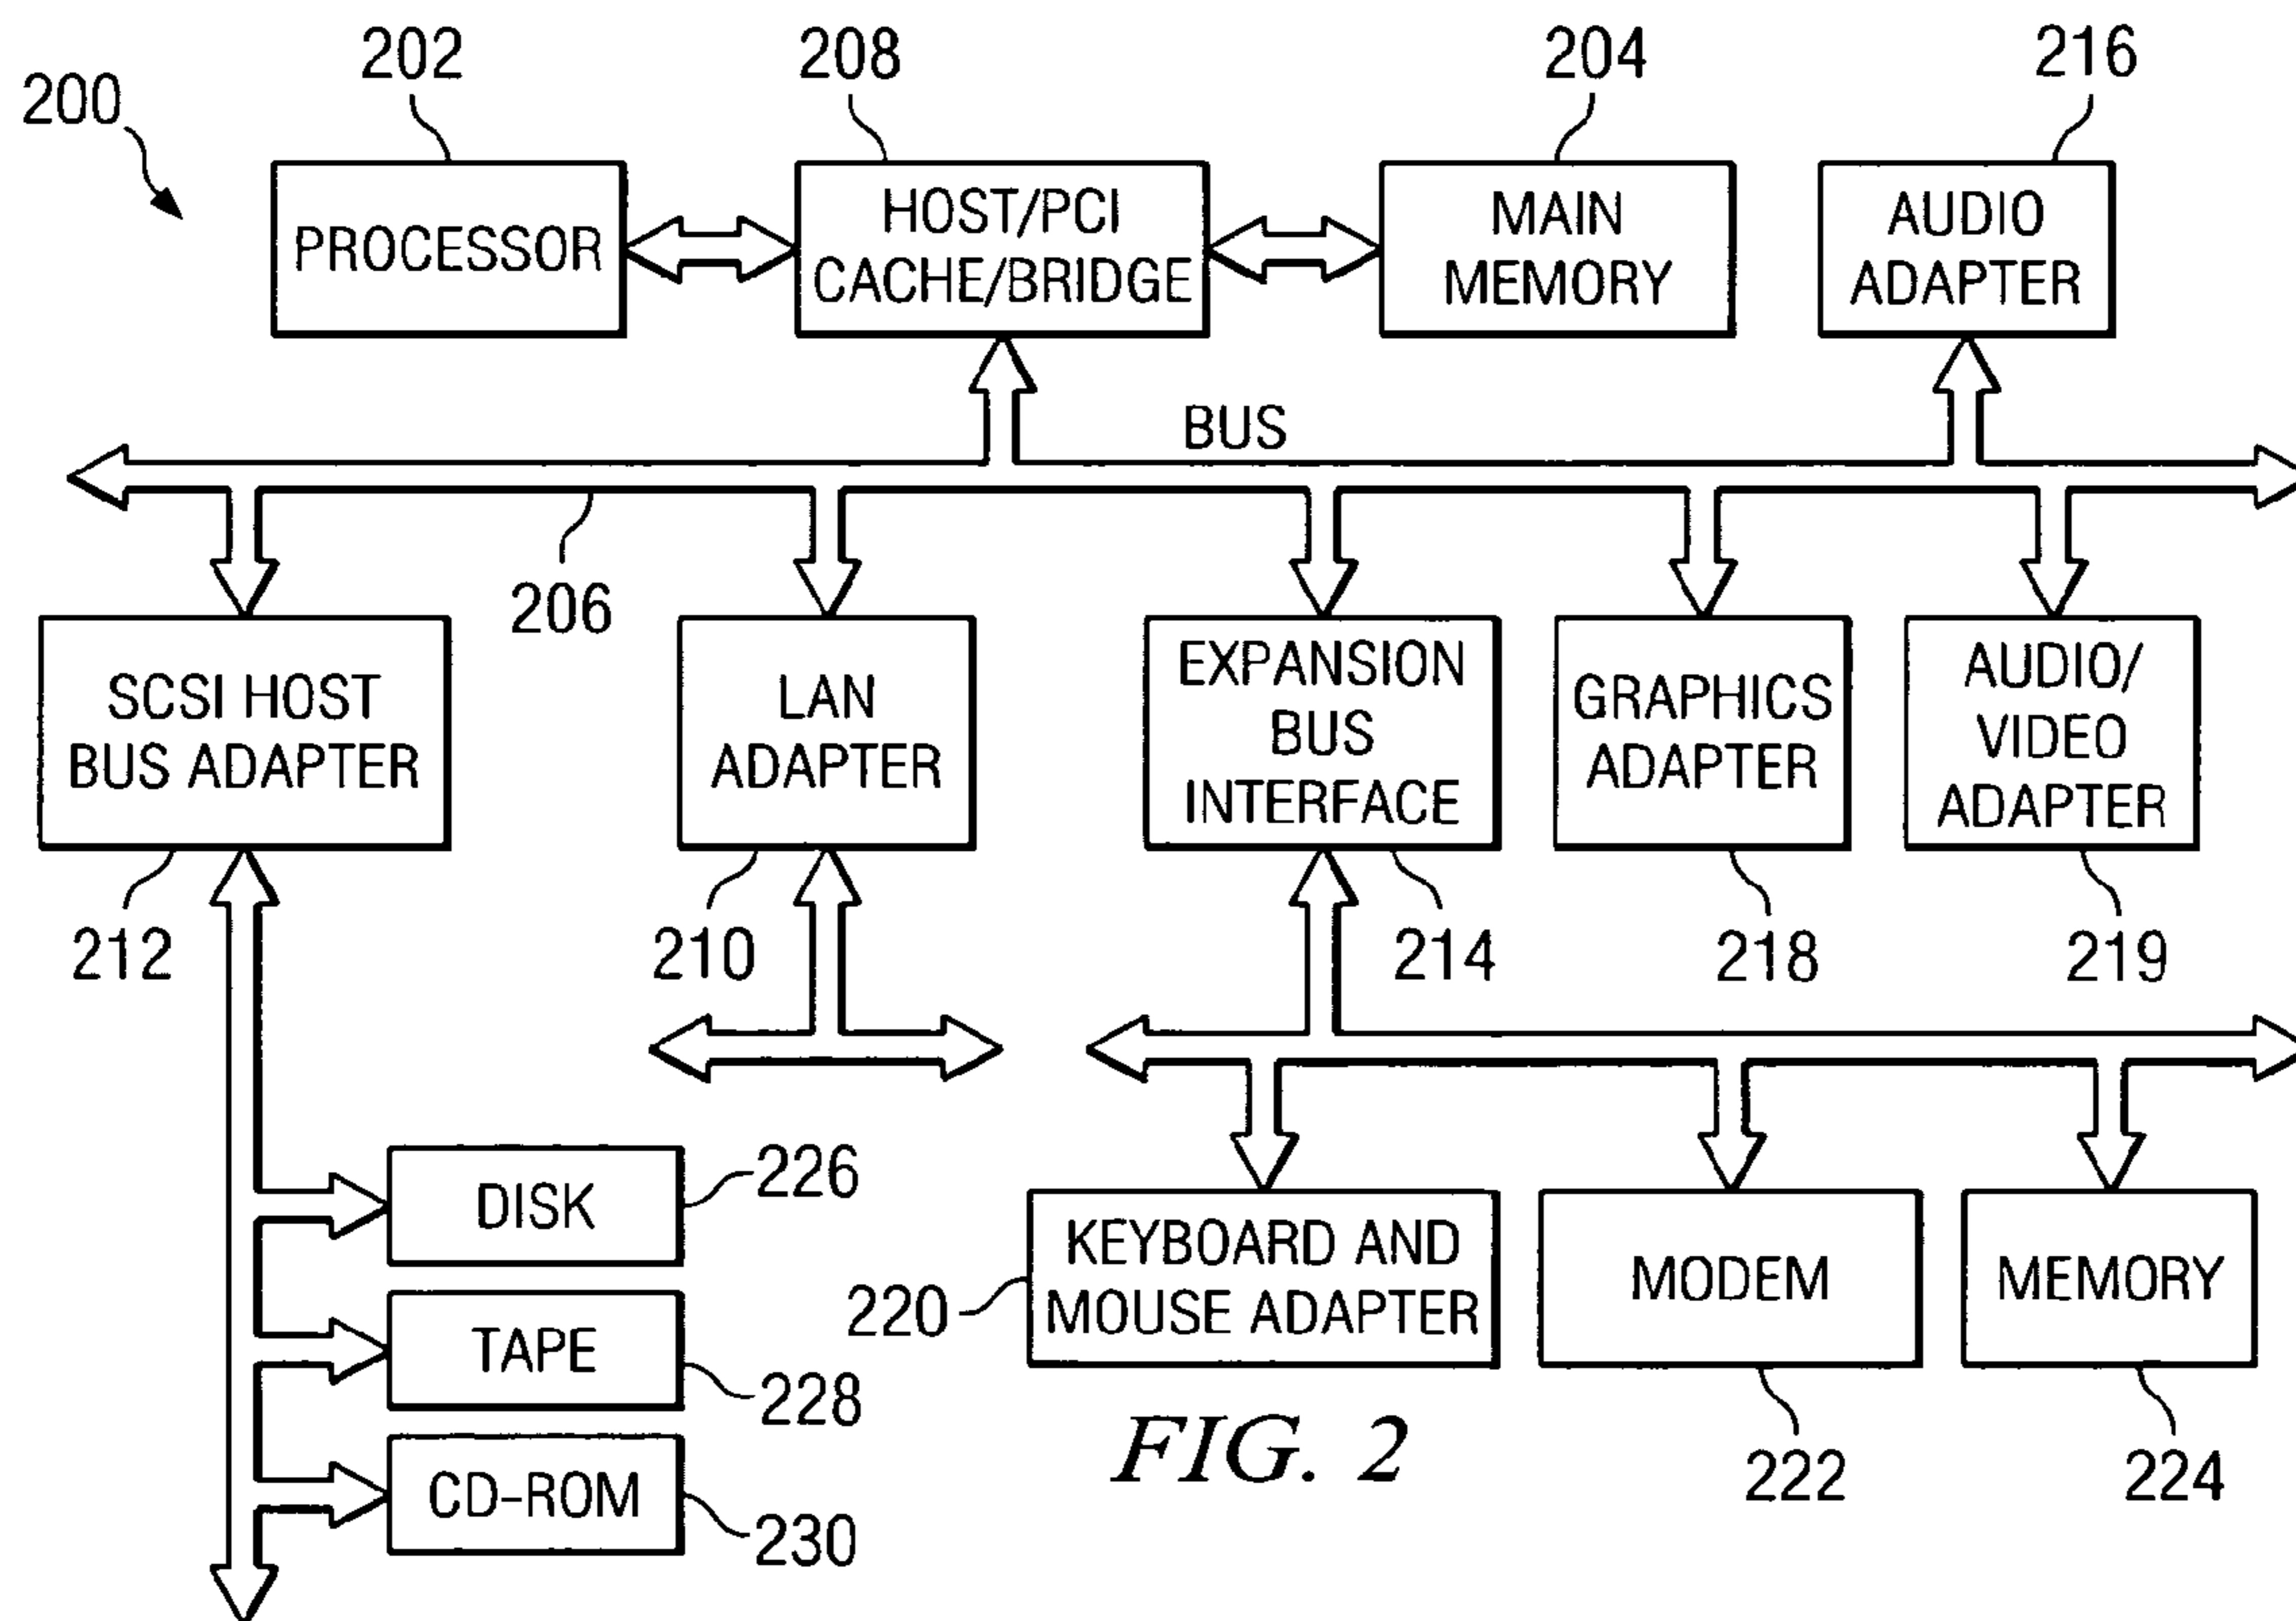 200
202
208
204
216
PROCESSOR
HOST/PCI
CACHE/BRIDGE
MAIN
MEMORY
AUDIO
ADAPTER
BUS
206
SCSI HOST
BUS ADAPTER
LAN
ADAPTER
EXPANSION
BUS
INTERFACE
GRAPHICS
ADAPTER
AUDIO/
VIDEO
ADAPTER
212
210
214
218
219
DISK
226
TAPE
228
CD-ROM
230
220
KEYBOARD AND
MOUSE ADAPTER
MODEM
MEMORY
222
224
FIG. 2